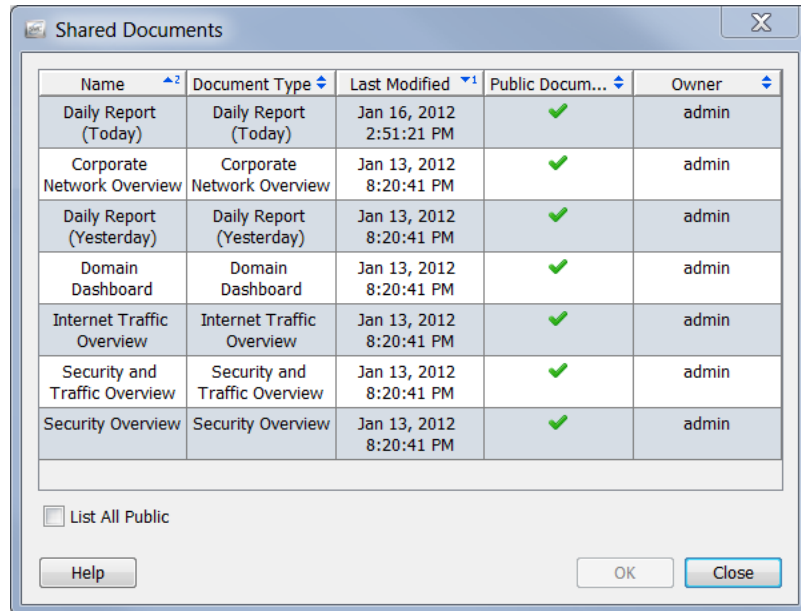 Shared Documents
Name 2 Document Type Last Modified 1 Public Docum... Owner
Daily Report Daily Report Jan 16, 2012 admin
(Today) (Today) 2:51:21 PM
Corporate Corporate Jan 13, 2012 admin
Network Overview Network Overview 8:20:41 PM
Daily Report Daily Report Jan 13, 2012 admin
(Yesterday) (Yesterday) 8:20:41 PM
Domain Domain Jan 13, 2012 admin
Dashboard Dashboard 8:20:41 PM
Internet Traffic Internet Traffic Jan 13, 2012 admin
Overview Overview 8:20:41 PM
Security and Security and Jan 13, 2012 admin
Traffic Overview Traffic Overview 8:20:41 PM
Security Overview Security Overview Jan 13, 2012 admin
8:20:41 PM
List All Public
Help OK Close